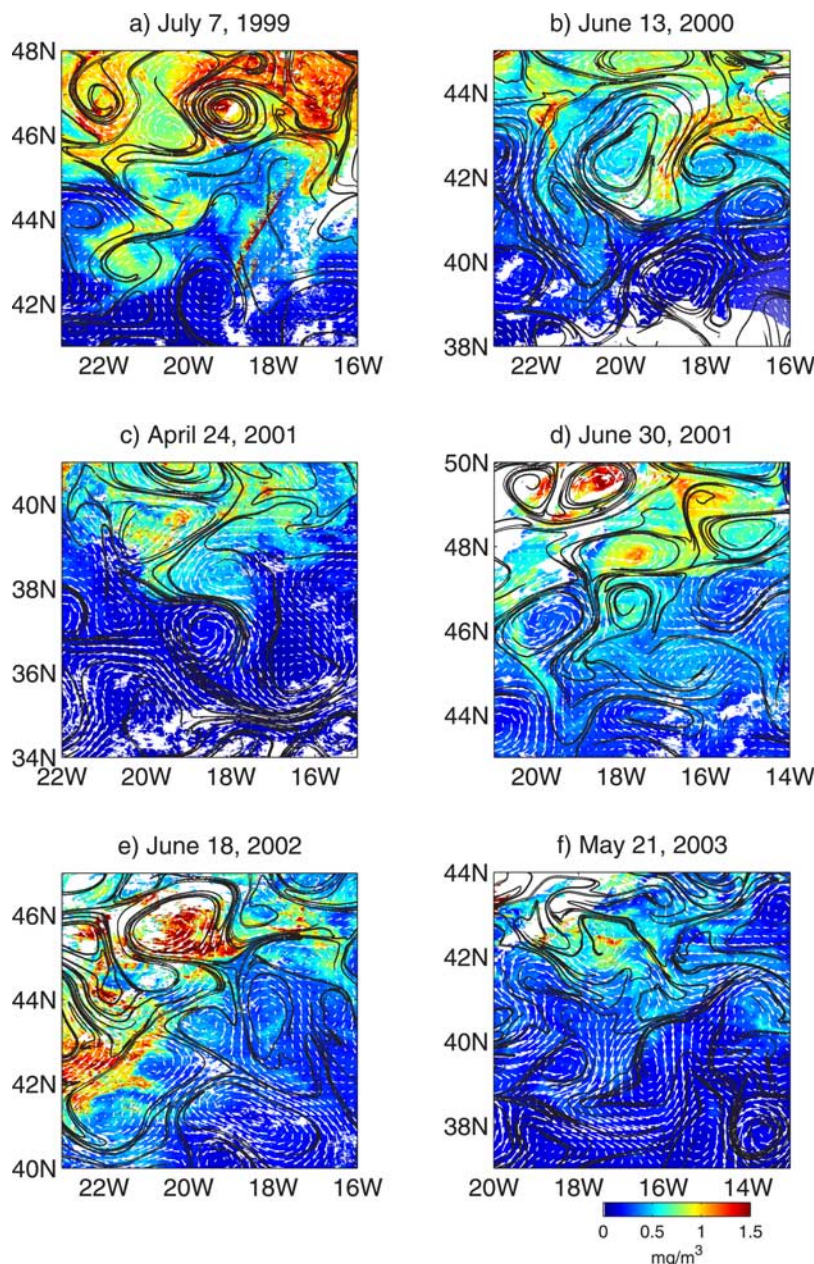 a) July 7, 1999
b) June 13, 2000
48N
46N
44N
42N
22W 20W 18W 16W
44N
42N
40N
38N
22W 20W 18W 16W
c) April 24, 2001
d) June 30, 2001
40N
38N
36N
34N
22W 20W 18W 16W
50N
48N
46N
44N
20W 18W 16W 14W
e) June 18, 2002
f) May 21, 2003
46N
44N
42N
40N
22W 20W 18W 16W
44N
42N
40N
38N
20W 18W 16W 14W
0 0.5 1 1.5
mg/m³